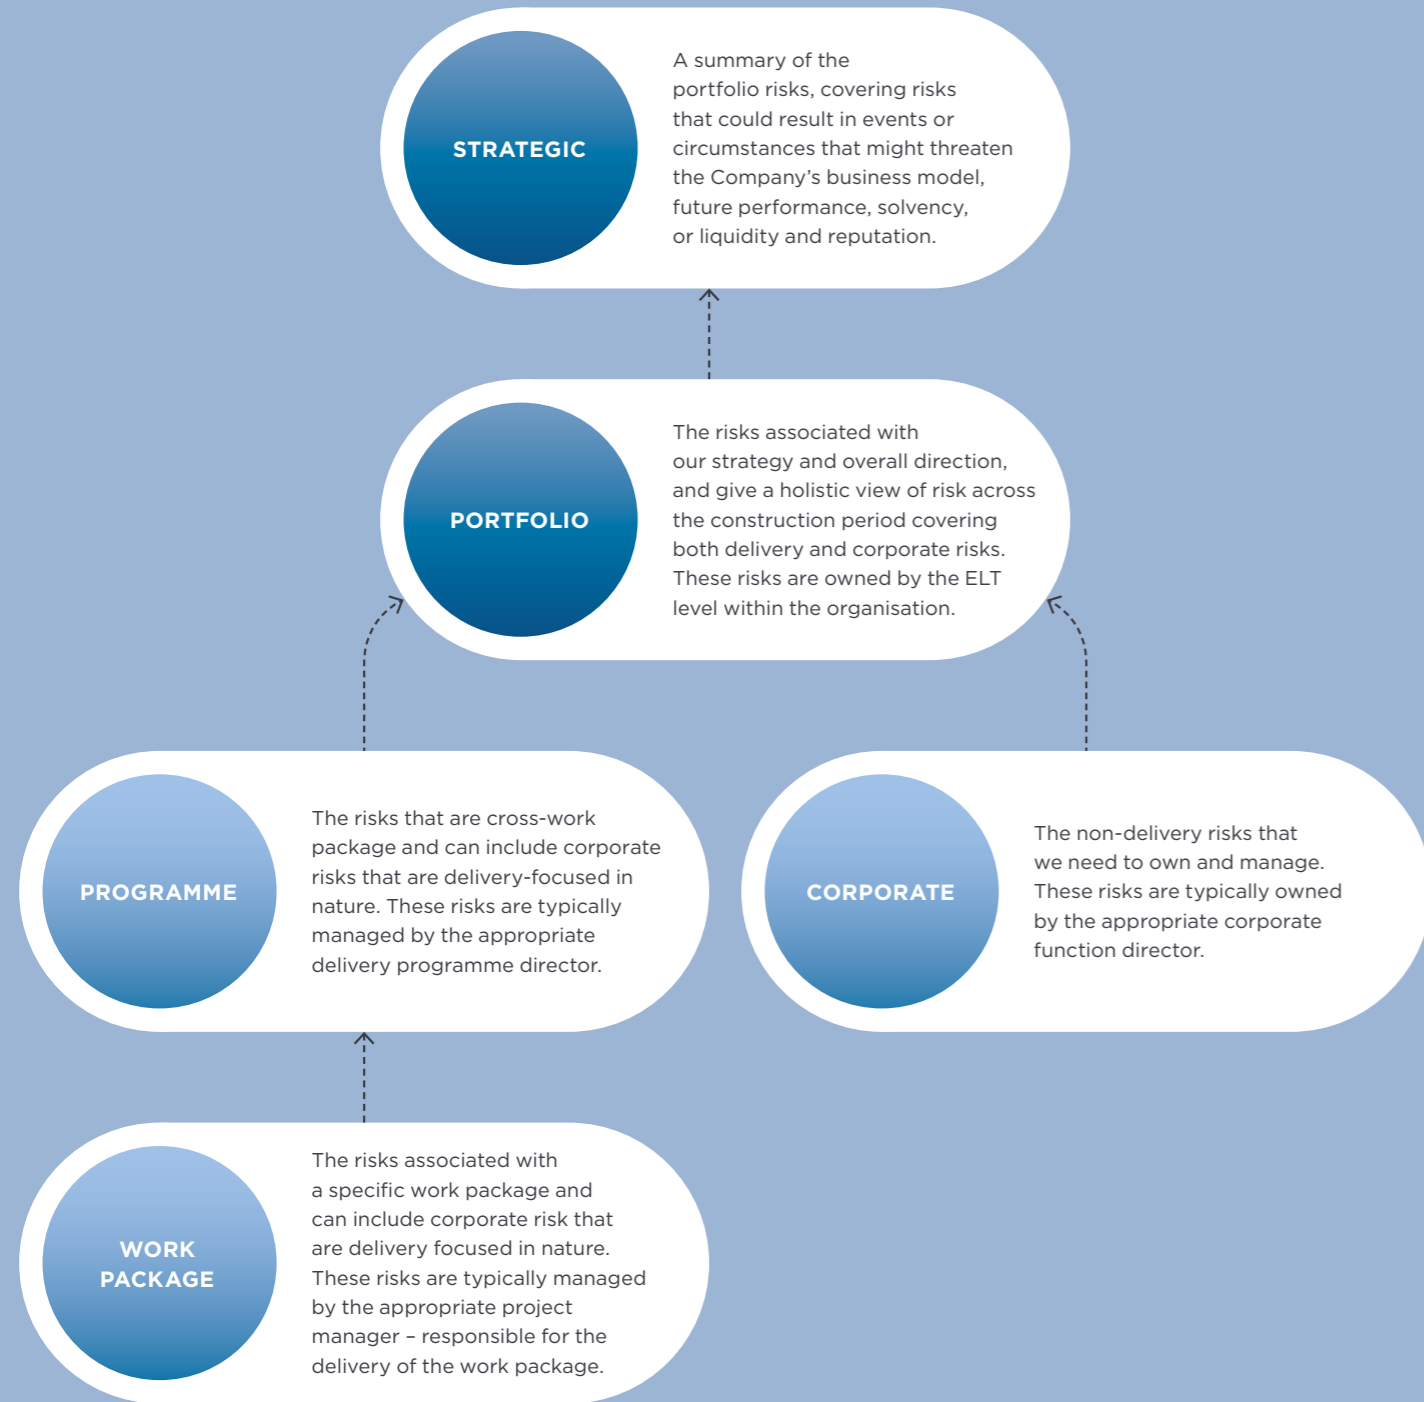 STRATEGIC
A summary of the
portfolio risks, covering risks
that could result in events or
circumstances that might threaten
the Company’s business model,
future performance, solvency,
or liquidity and reputation.
PORTFOLIO
The risks associated with
our strategy and overall direction,
and give a holistic view of risk across
the construction period covering
both delivery and corporate risks.
These risks are owned by the ELT
level within the organisation.
PROGRAMME
The risks that are cross-work
package and can include corporate
risks that are delivery-focused in
nature. These risks are typically
managed by the appropriate
delivery programme director.
CORPORATE
The non-delivery risks that
we need to own and manage.
These risks are typically owned
by the appropriate corporate
function director.
WORK
PACKAGE
The risks associated with
a specific work package and
can include corporate risk that
are delivery focused in nature.
These risks are typically managed
by the appropriate project
manager – responsible for the
delivery of the work package.